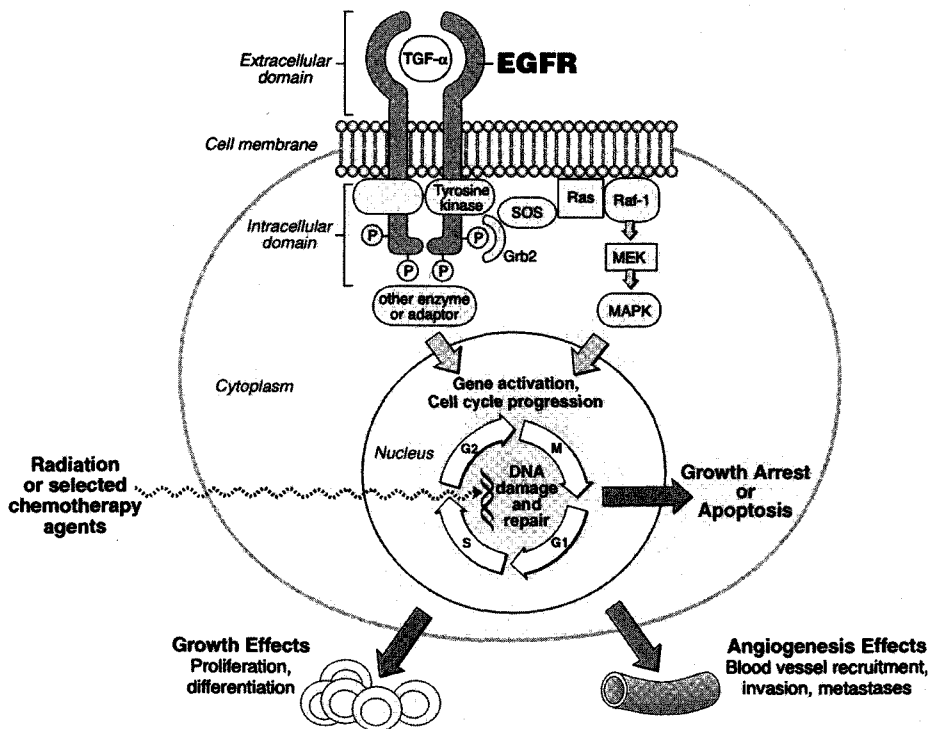 Extracellular
domain
TGF-α
EGFR
Cell membrane
Intracellular
domain
Tyrosine
kinase
SOS
Ras
Raf-1
P
P
Grb2
P
P
MEK
other enzyme
or adaptor
MAPK
Cytoplasm
Gene activation,
Cell cycle progression
Nucleus
G2
M
DNA
damage
and
repair
S
G1
Radiation
or selected
chemotherapy
agents
Growth Arrest
or
Apoptosis
Growth Effects
Proliferation,
differentiation
Angiogenesis Effects
Blood vessel recruitment,
invasion, metastases